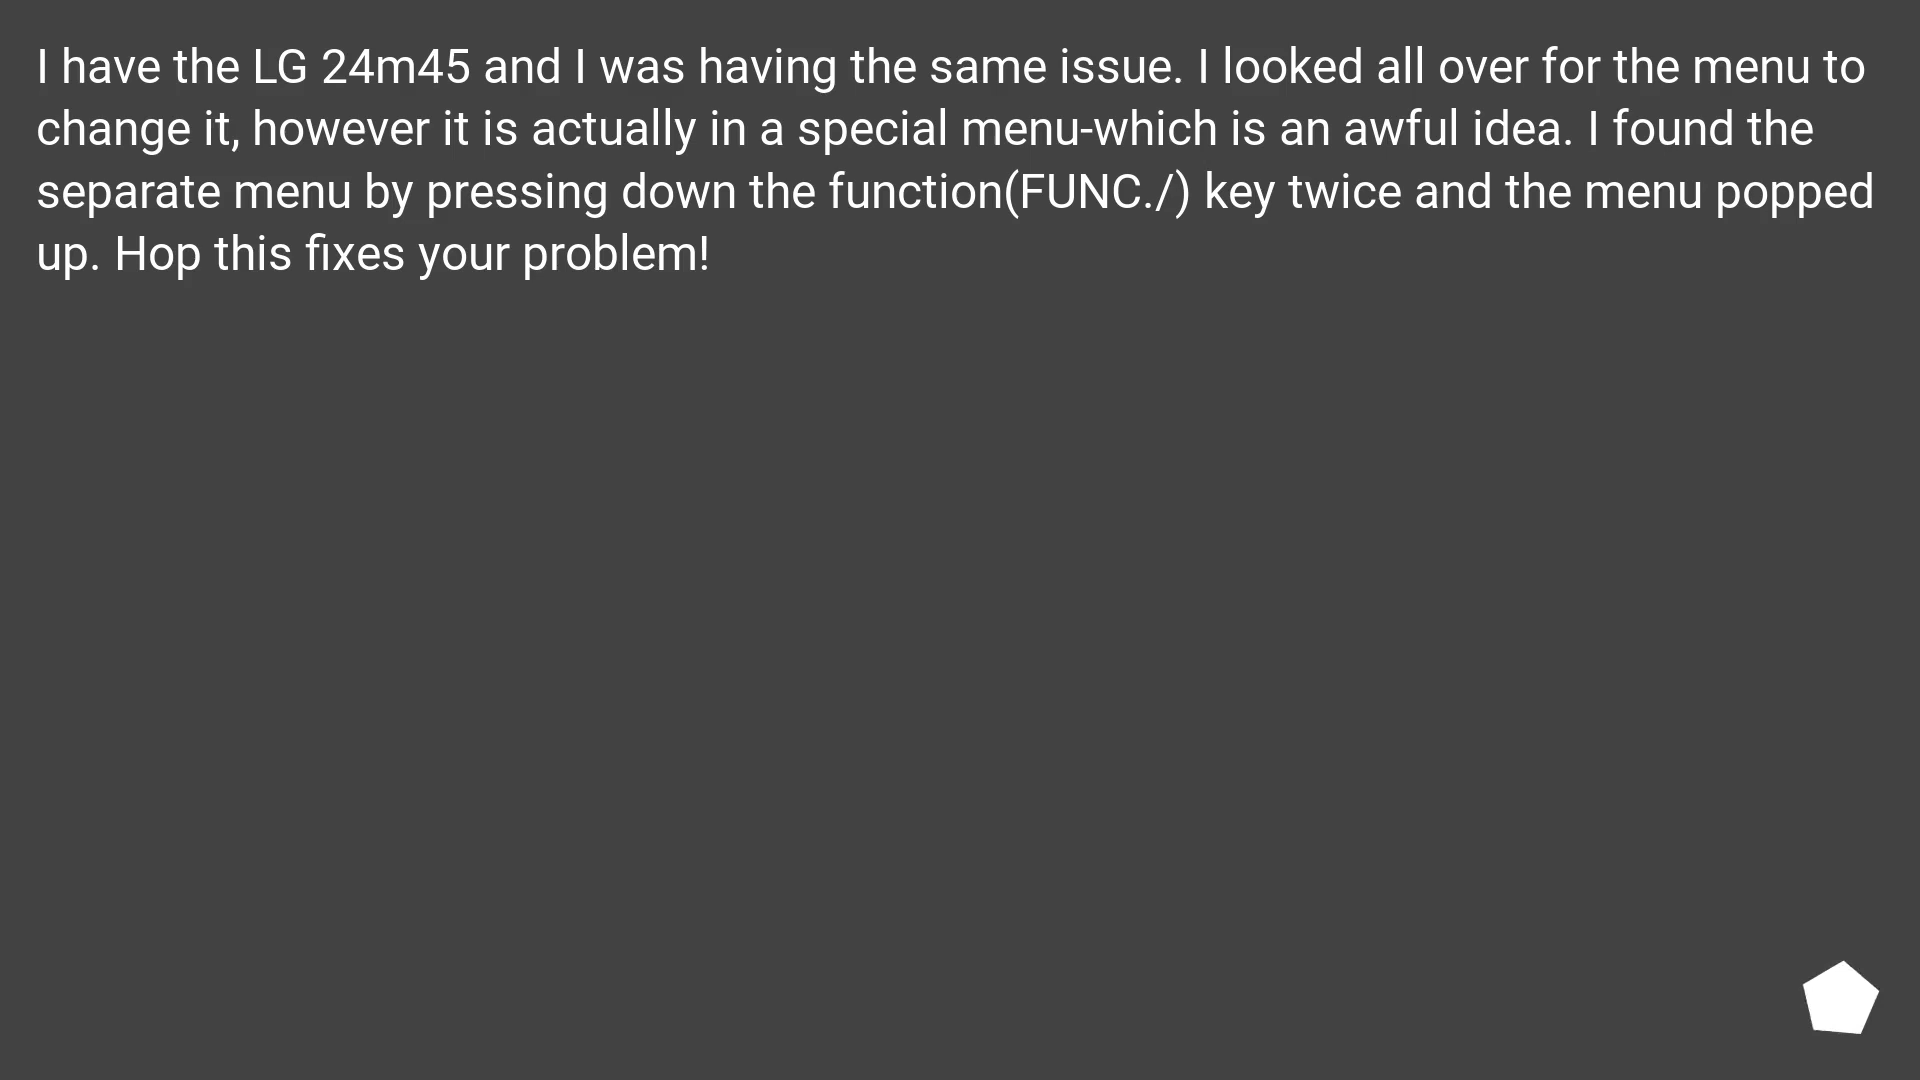 I have the LG 24m45 and I was having the same issue. I looked all over for the menu to
change it, however it is actually in a special menu-which is an awful idea. I found the
separate menu by pressing down the function(FUNC./) key twice and the menu popped
up. Hop this fixes your problem!